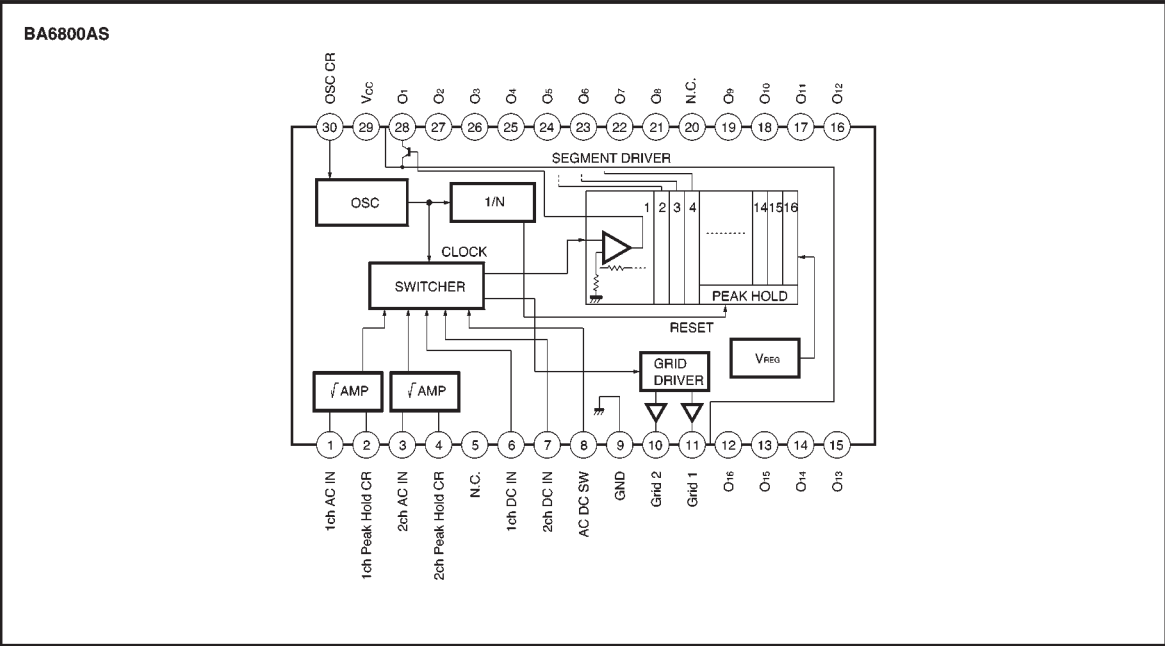 BA6800AS
OSC CR
VCC
O1
O2
O3
O4
O5
O6
O7
O8
N.C.
O9
O10
O11
O12
30 29 28 27 26 25 24 23 22 21 20 19 18 17 16
SEGMENT DRIVER
OSC
1/N
1 2 3 4 14 15 16
CLOCK
SWITCHER
PEAK HOLD
RESET
GRID
DRIVER
VREG
√AMP
√AMP
1 2 3 4 5 6 7 8 9 10 11 12 13 14 15
1ch AC IN
1ch Peak Hold CR
2ch AC IN
2ch Peak Hold CR
N.C.
1ch DC IN
2ch DC IN
AC DC SW
GND
Grid 2
Grid 1
O16
O15
O14
O13